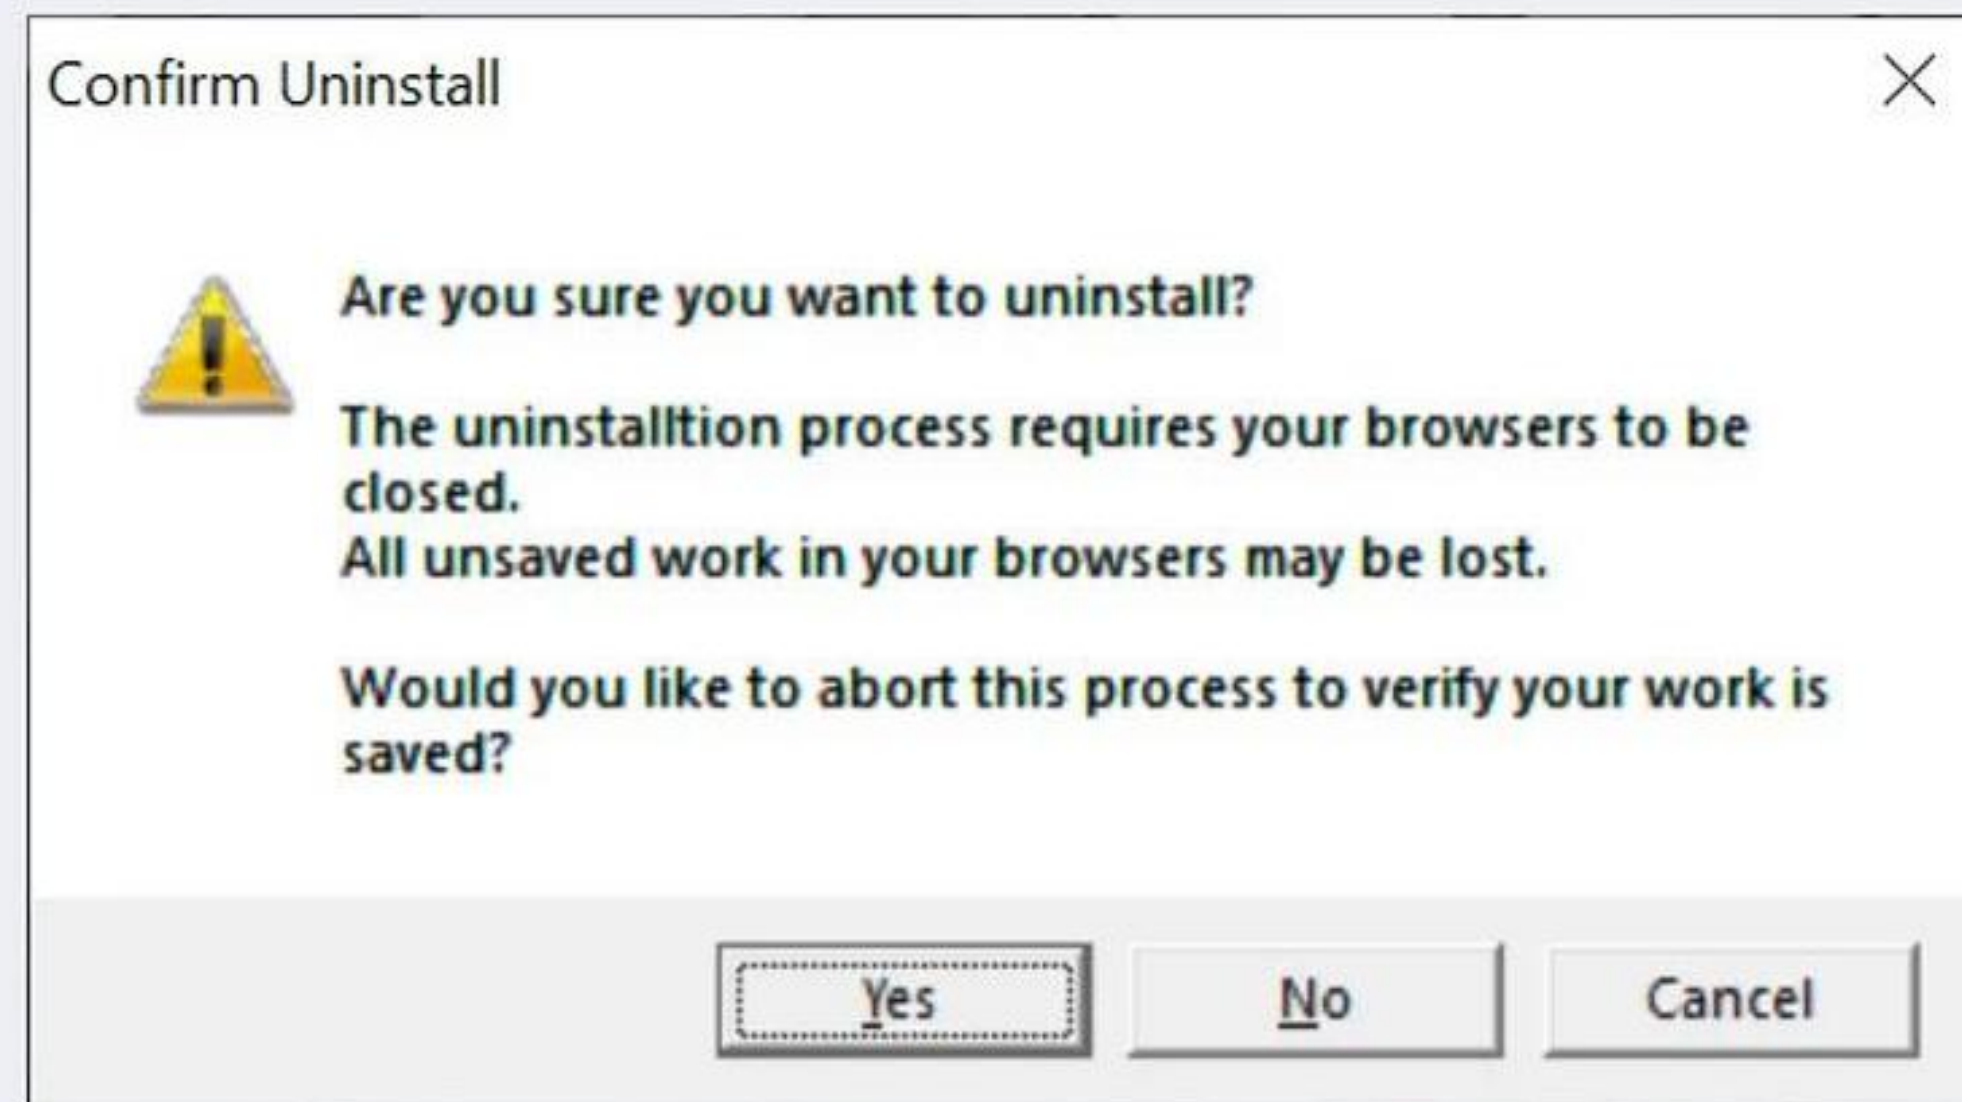 Confirm Uninstall
Are you sure you want to uninstall?
The uninstalltion process requires your browsers to be
closed.
All unsaved work in your browsers may be lost.
Would you like to abort this process to verify your work is
saved?
Yes
No
Cancel